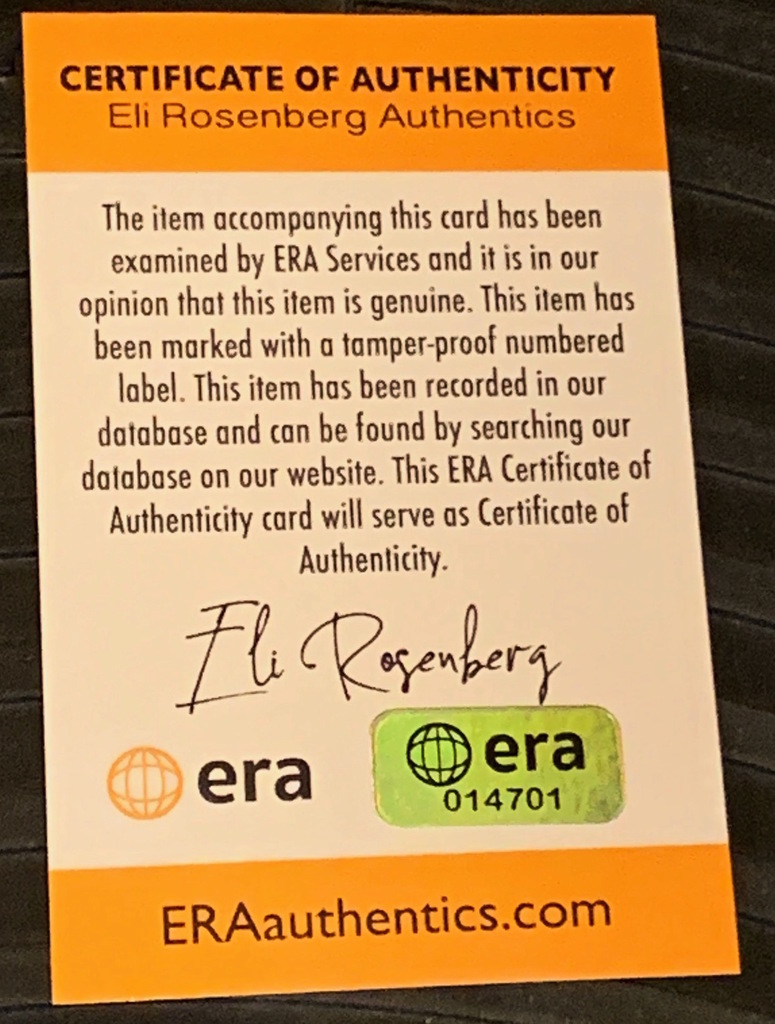 CERTIFICATE OF AUTHENTICITY
Eli Rosenberg Authentics
The item accompanying this card has been
examined by ERA Services and it is in our
opinion that this item is genuine. This item has
been marked with a tamper-proof numbered
label. This item has been recorded in our
database and can be found by searching our
database on our website. This ERA Certificate of
Authenticity card will serve as Certificate of
Authenticity.
Eli Rosenberg
era
era
014701
ERAauthentics.com